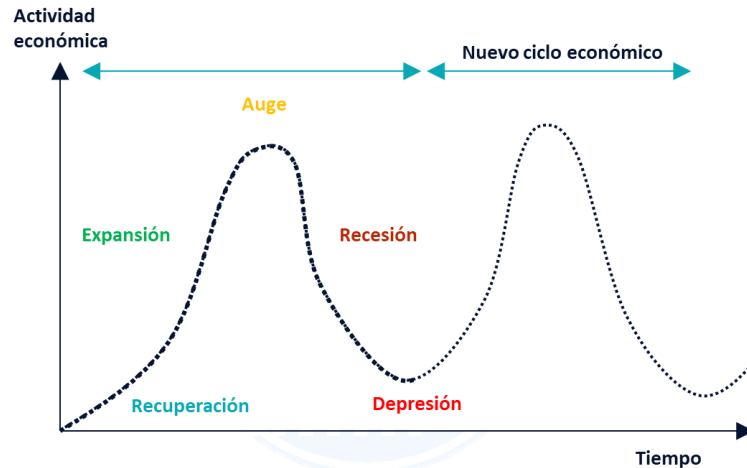 Actividad
económica
Nuevo ciclo económico
Auge
Expansión
Recesión
Recuperación
Depresión
Tiempo